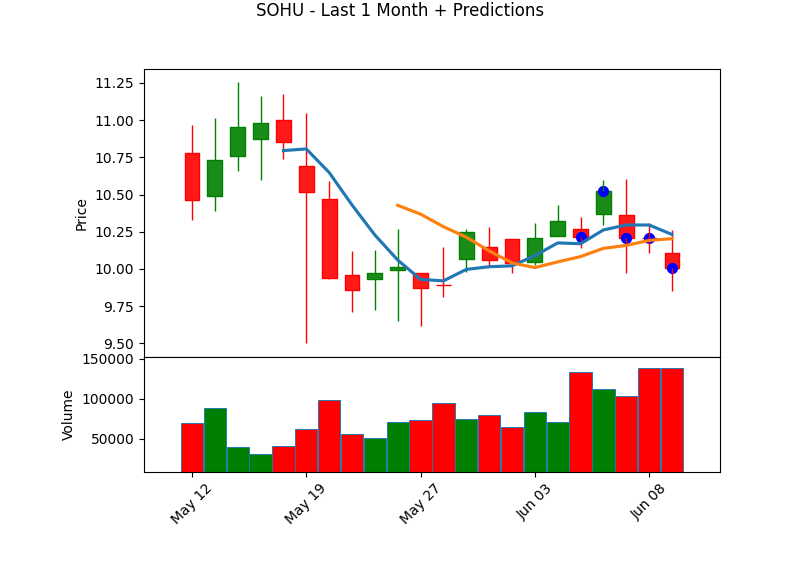 SOHU - Last 1 Month + Predictions
11.25
11.00
10.75
10.50
10.25
10.00
9.75
9.50
Price
150000
100000
50000
Volume
May 12
May 19
May 27
Jun 03
Jun 08